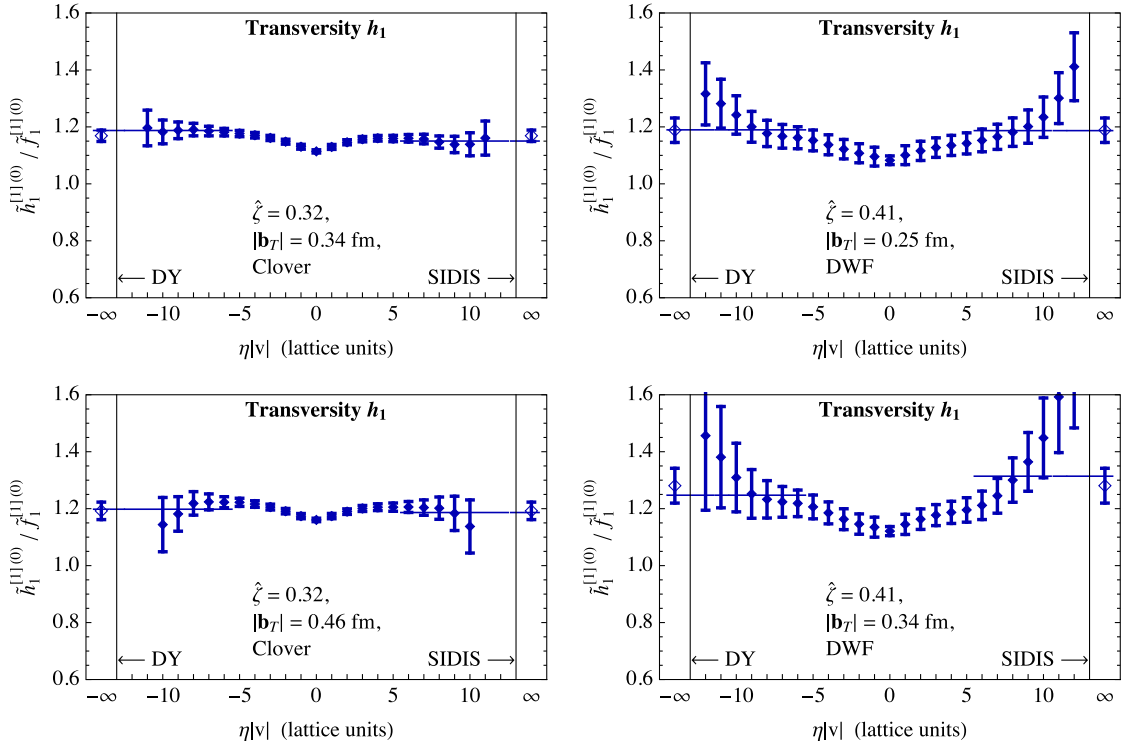 Transversity h₁
1.6
1.4
1.2
1.0
0.8
0.6
h̃₁^[1](0) / f̃₁^[1](0)
ζ̂ = 0.32,
|b_T| = 0.34 fm,
Clover
← DY
SIDIS →
−∞ −10 −5 0 5 10 ∞
η|v| (lattice units)
Transversity h₁
1.6
1.4
1.2
1.0
0.8
0.6
h̃₁^[1](0) / f̃₁^[1](0)
ζ̂ = 0.41,
|b_T| = 0.25 fm,
DWF
← DY
SIDIS →
−∞ −10 −5 0 5 10 ∞
η|v| (lattice units)
Transversity h₁
1.6
1.4
1.2
1.0
0.8
0.6
h̃₁^[1](0) / f̃₁^[1](0)
ζ̂ = 0.32,
|b_T| = 0.46 fm,
Clover
← DY
SIDIS →
−∞ −10 −5 0 5 10 ∞
η|v| (lattice units)
Transversity h₁
1.6
1.4
1.2
1.0
0.8
0.6
h̃₁^[1](0) / f̃₁^[1](0)
ζ̂ = 0.41,
|b_T| = 0.34 fm,
DWF
← DY
SIDIS →
−∞ −10 −5 0 5 10 ∞
η|v| (lattice units)